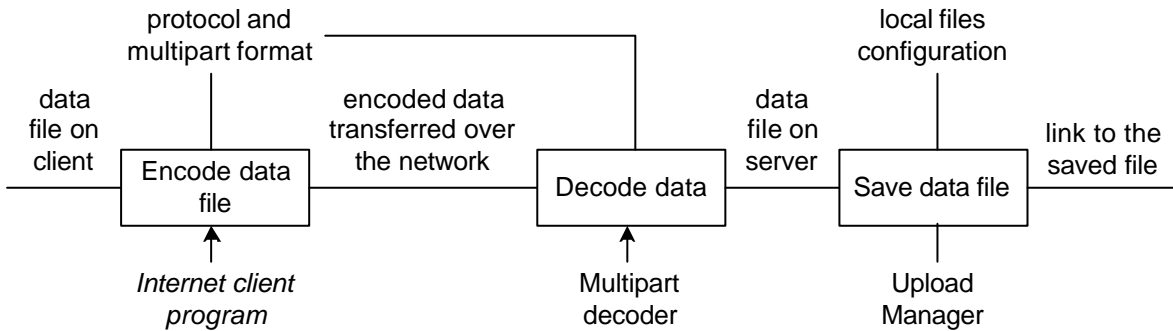 protocol and
multipart format
local files
configuration
data
file on
client
encoded data
transferred over
the network
data
file on
server
link to the
saved file
Encode data
file
Decode data
Save data file
Internet client
program
Multipart
decoder
Upload
Manager